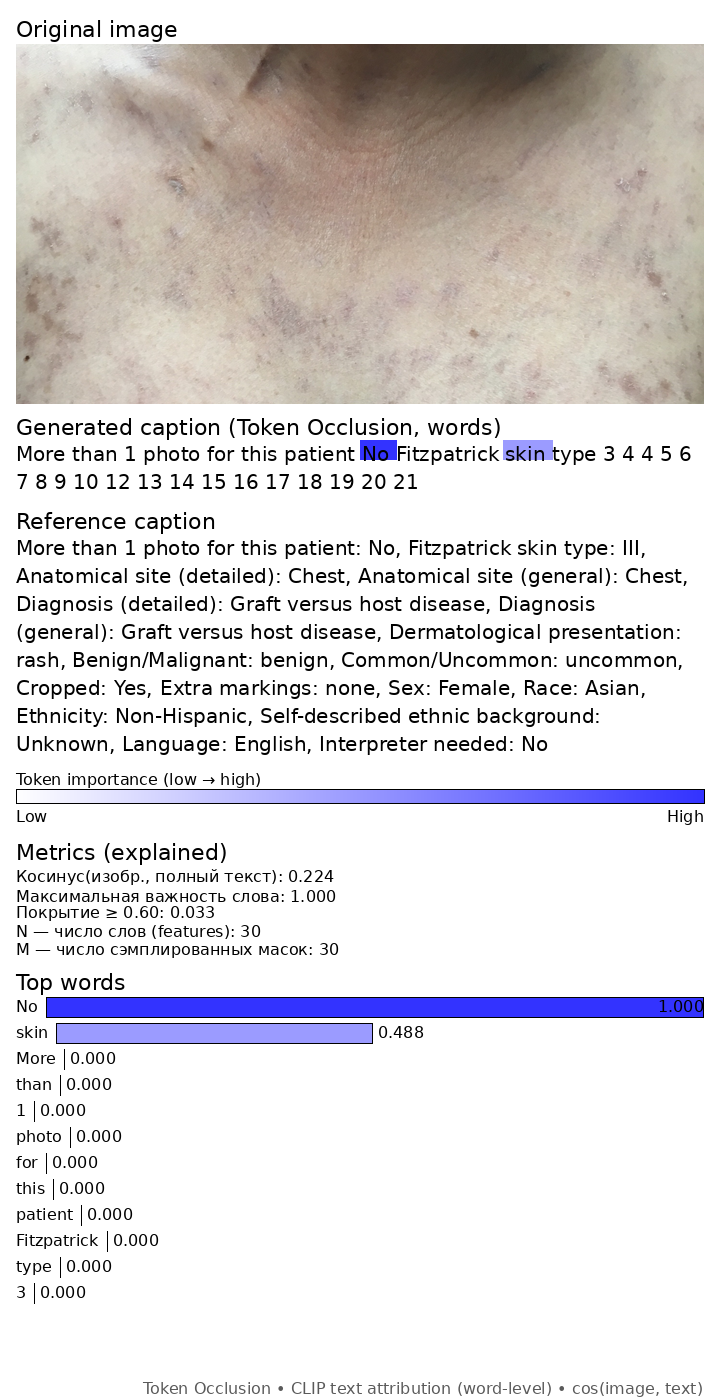 Original image
Generated caption (Token Occlusion, words)
More than 1 photo for this patient No Fitzpatrick skin type 3 4 4 5 6
7 8 9 10 12 13 14 15 16 17 18 19 20 21
Reference caption
More than 1 photo for this patient: No, Fitzpatrick skin type: III,
Anatomical site (detailed): Chest, Anatomical site (general): Chest,
Diagnosis (detailed): Graft versus host disease, Diagnosis
(general): Graft versus host disease, Dermatological presentation:
rash, Benign/Malignant: benign, Common/Uncommon: uncommon,
Cropped: Yes, Extra markings: none, Sex: Female, Race: Asian,
Ethnicity: Non-Hispanic, Self-described ethnic background:
Unknown, Language: English, Interpreter needed: No
Token importance (low → high)
Low High
Metrics (explained)
Косинус(изобр., полный текст): 0.224
Максимальная важность слова: 1.000
Покрытие ≥ 0.60: 0.033
N — число слов (features): 30
M — число сэмплированных масок: 30
Top words
No 1.000
skin 0.488
More 0.000
than 0.000
1 0.000
photo 0.000
for 0.000
this 0.000
patient 0.000
Fitzpatrick 0.000
type 0.000
3 0.000
Token Occlusion • CLIP text attribution (word-level) • cos(image, text)